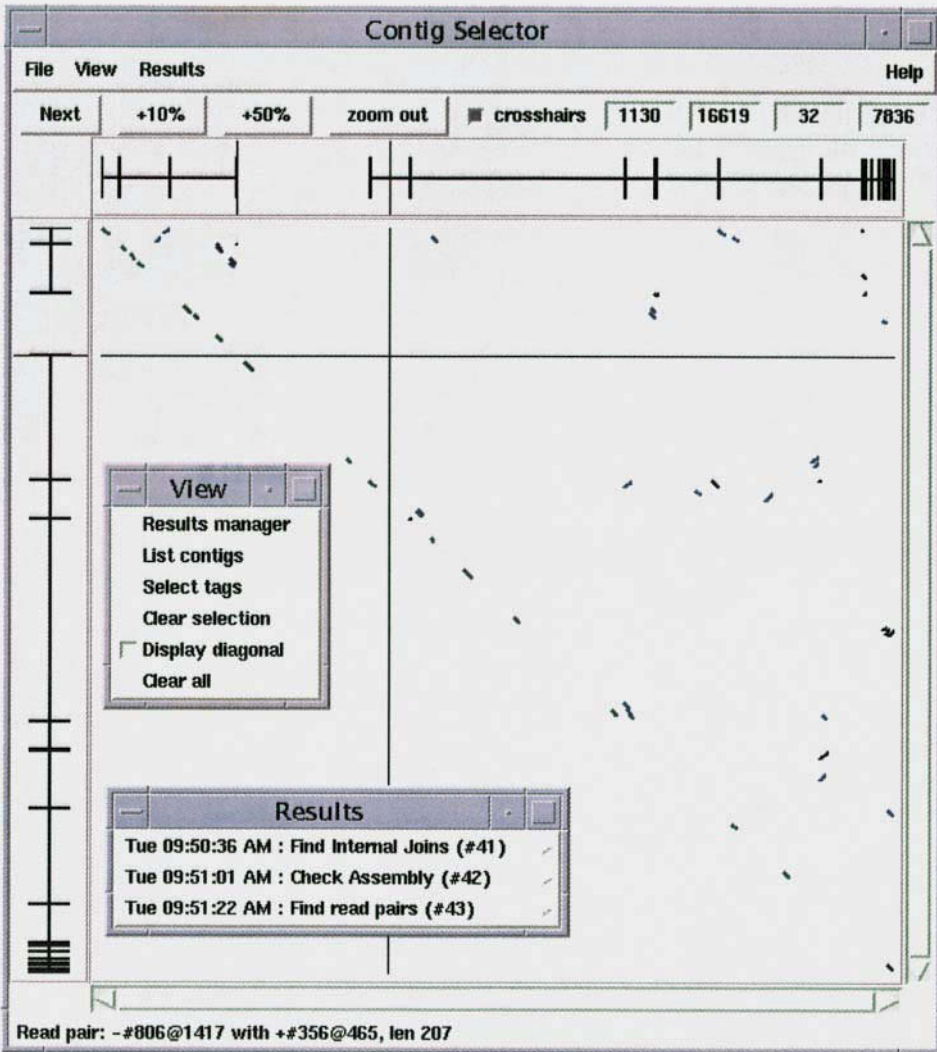 Contig Selector
File View Results Help
Next +10% +50% zoom out crosshairs 1130 16619 32 7836
View
Results manager
List contigs
Select tags
Clear selection
Display diagonal
Clear all
Results
Tue 09:50:36 AM : Find Internal Joins (#41)
Tue 09:51:01 AM : Check Assembly (#42)
Tue 09:51:22 AM : Find read pairs (#43)
Read pair: -#806@1417 with +#356@465, len 207